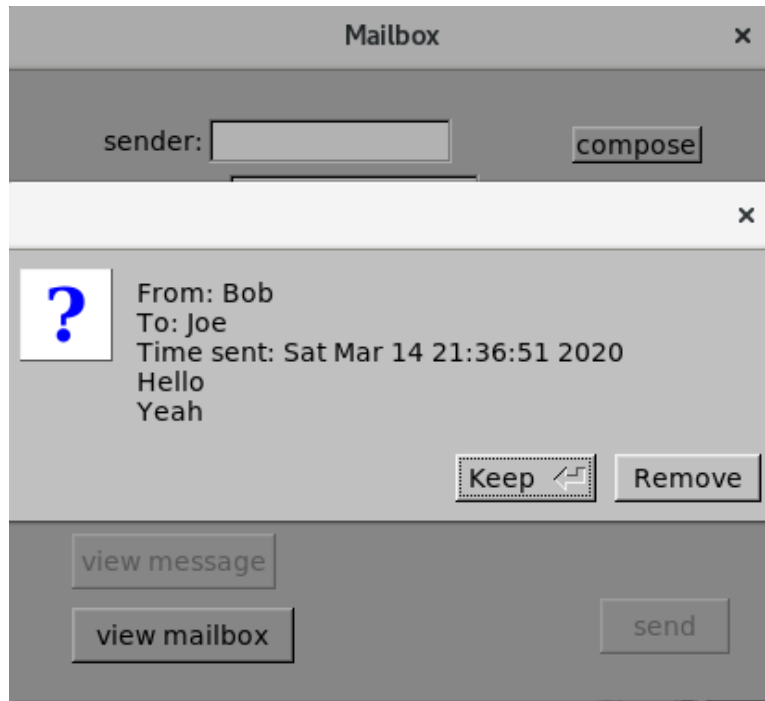 Mailbox
sender:
compose
?
From: Bob
To: Joe
Time sent: Sat Mar 14 21:36:51 2020
Hello
Yeah
Keep
Remove
view message
view mailbox
send